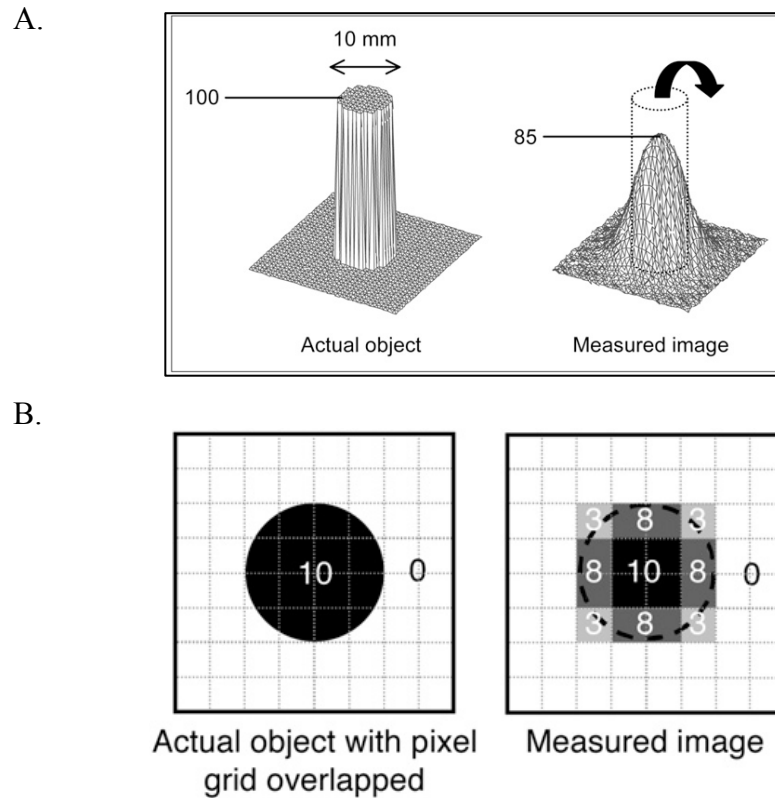 A.
10 mm
100
85
Actual object
Measured image
B.
10
0
3 8 3
8 10 8
0
3 8 3
Actual object with pixel
grid overlapped
Measured image